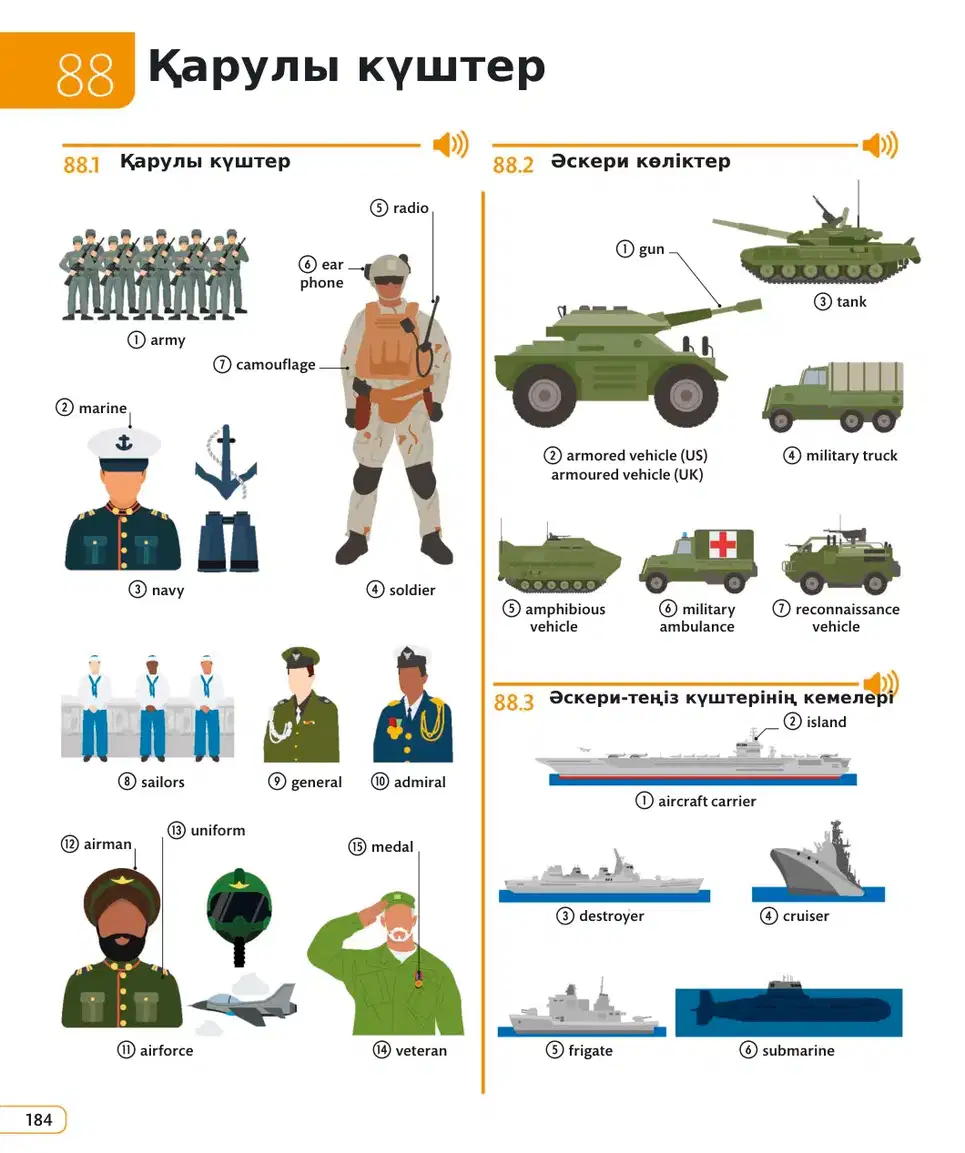 88 Қарулы күштер
88.1 Қарулы күштер
⑤ radio
⑥ ear
phone
① army
⑦ camouflage
② marine
③ navy
④ soldier
⑧ sailors
⑨ general
⑩ admiral
⑬ uniform
⑫ airman
⑮ medal
⑪ airforce
⑭ veteran
88.2 Әскери көліктер
① gun
③ tank
② armored vehicle (US)
armoured vehicle (UK)
④ military truck
⑤ amphibious
vehicle
⑥ military
ambulance
⑦ reconnaissance
vehicle
88.3 Әскери-теңіз күштерінің кемелері
② island
① aircraft carrier
③ destroyer
④ cruiser
⑤ frigate
⑥ submarine
184